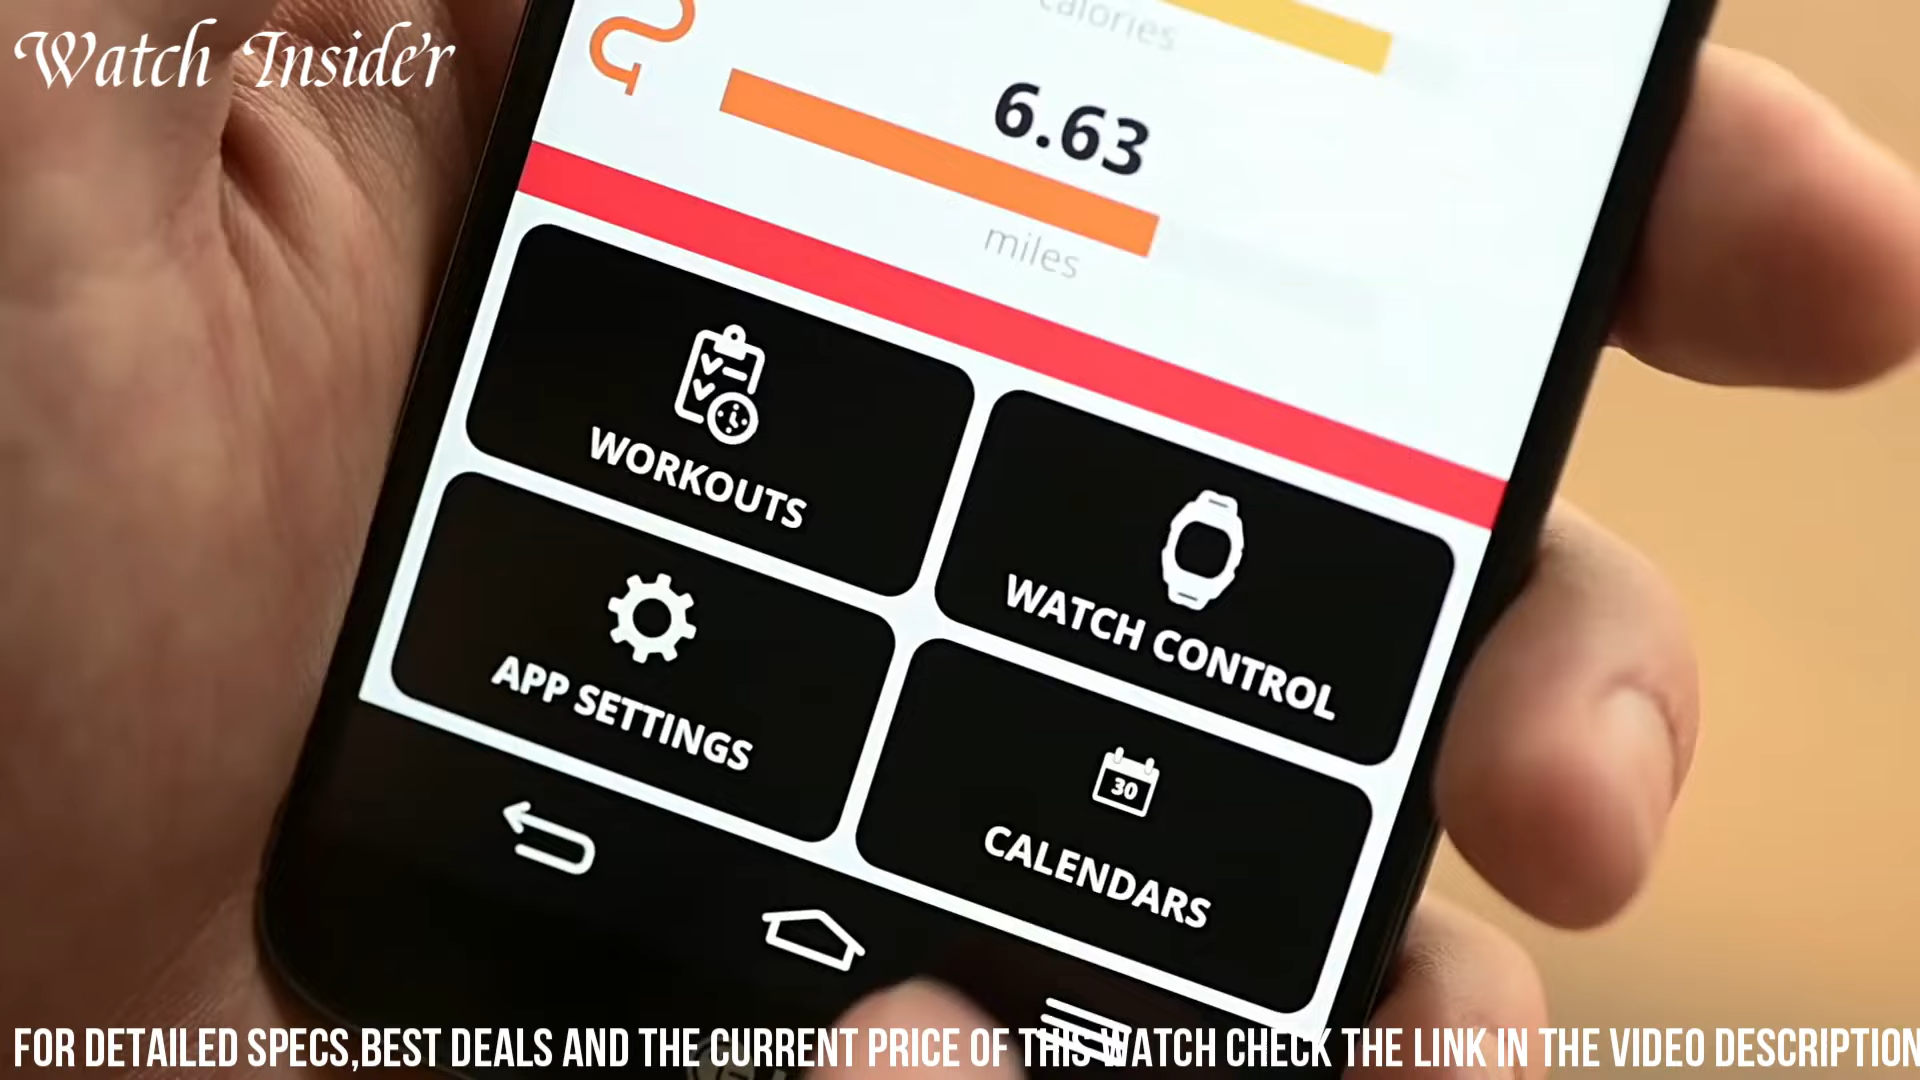 Watch Insider
calories
6.63
miles
WORKOUTS
WATCH CONTROL
APP SETTINGS
30
CALENDARS
FOR DETAILED SPECS,BEST DEALS AND THE CURRENT PRICE OF THIS WATCH CHECK THE LINK IN THE VIDEO DESCRIPTION